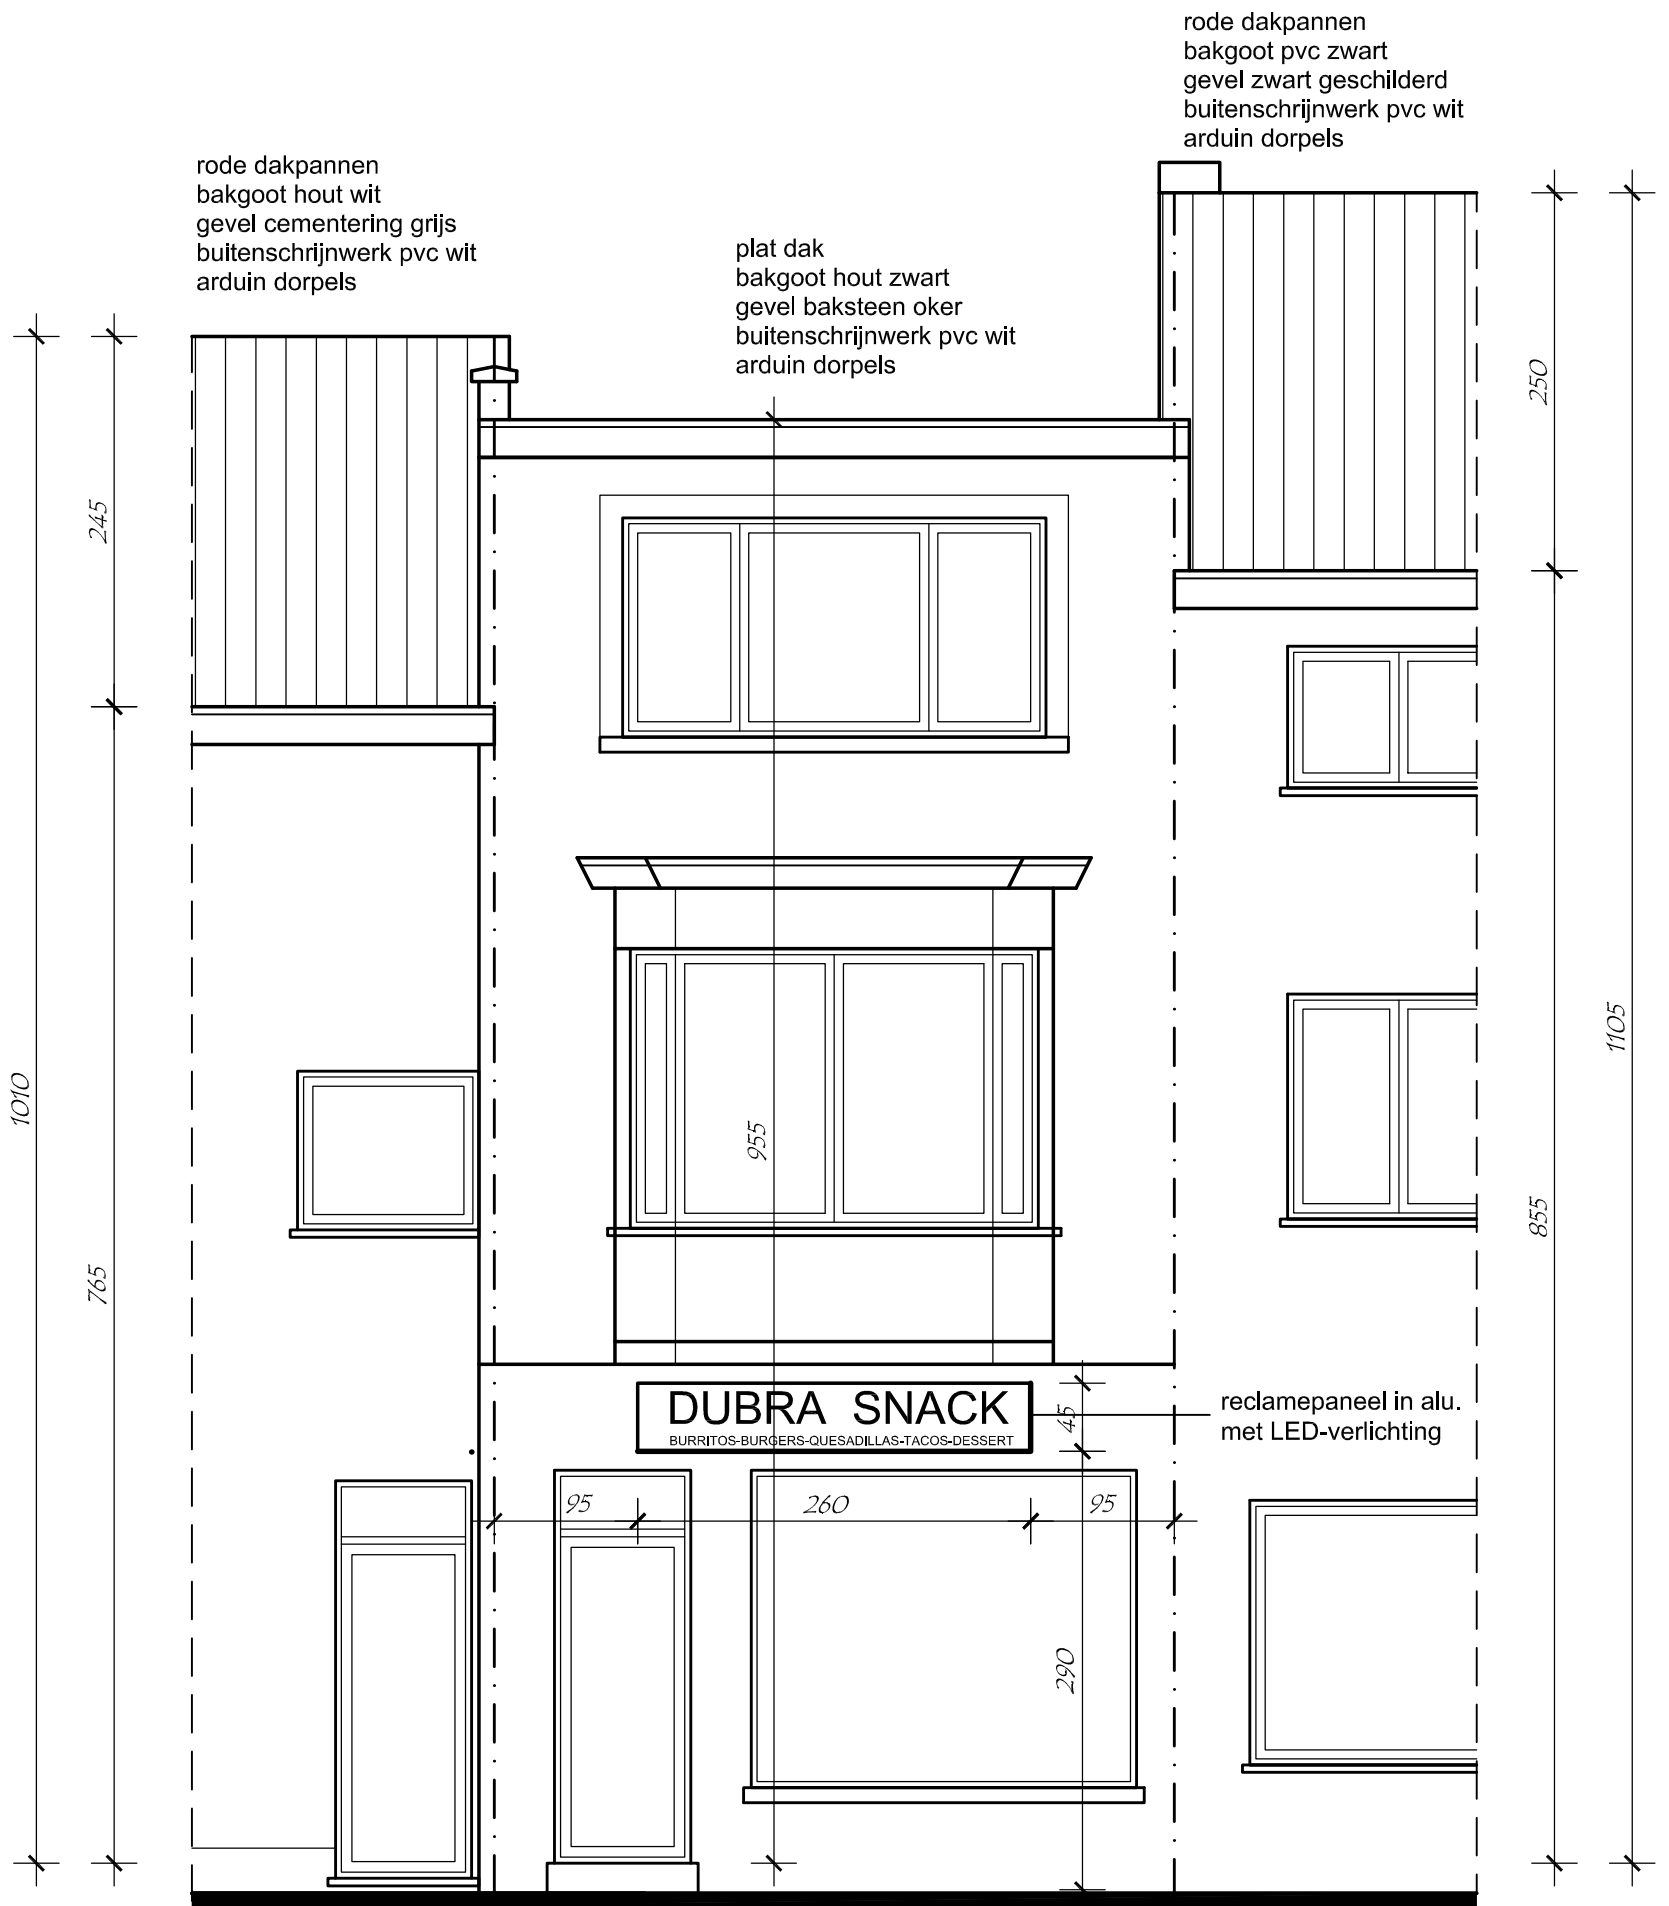 rode dakpannen
bakgoot pvc zwart
gevel zwart geschilderd
buitenschrijnwerk pvc wit
arduin dorpels
rode dakpannen
bakgoot hout wit
gevel cementering grijs
buitenschrijnwerk pvc wit
arduin dorpels
plat dak
bakgoot hout zwart
gevel baksteen oker
buitenschrijnwerk pvc wit
arduin dorpels
250
245
1105
1010
955
855
765
DUBRA SNACK
BURRITOS-BURGERS-QUESADILLAS-TACOS-DESSERT
45
reclamepaneel in alu.
met LED-verlichting
95
260
95
290